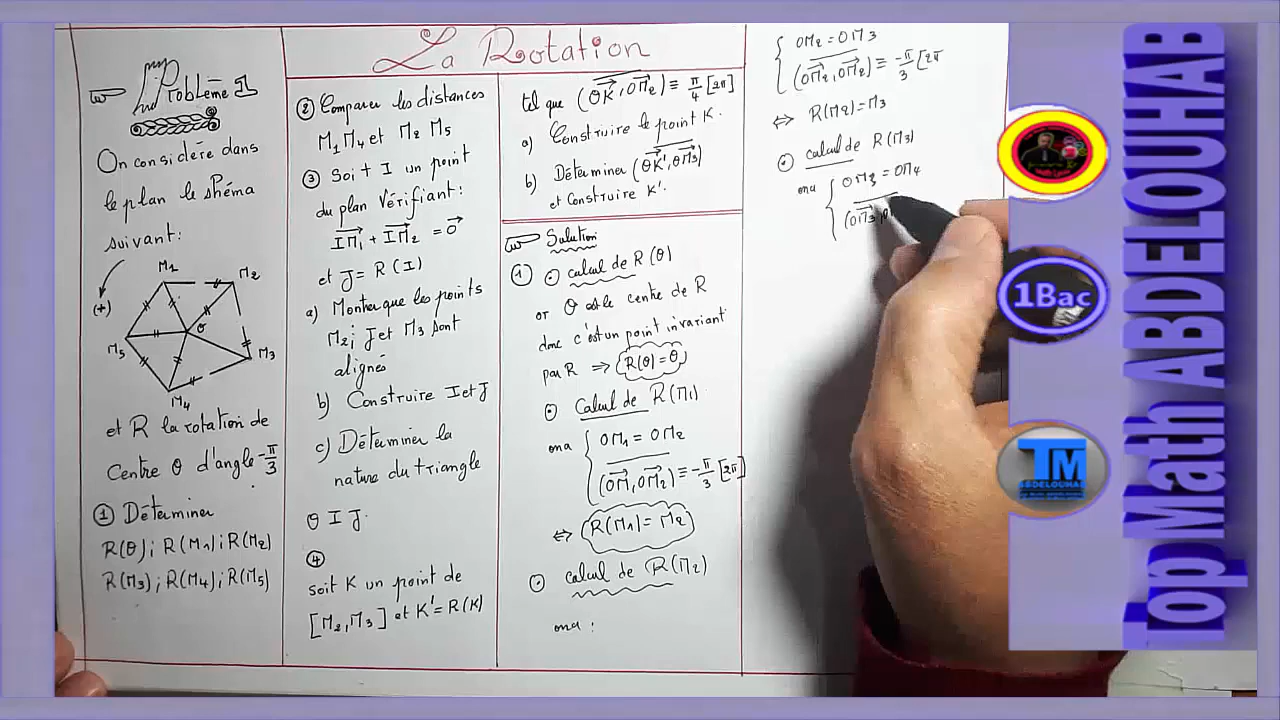 La Rotation
Problème 1
On considère dans
le plan le shéma
suivant:
(+)
M1
M2
M5
O
M3
M4
et R la rotation de
Centre O d'angle -π/3
① Déterminer
R(O) ; R(M1) ; R(M2)
R(M3) ; R(M4) ; R(M5)
② Comparer les distances
M1M4 et M2M5
③ Soit I un point
du plan vérifiant:
IM1 + IM2 = 0
et J = R(I)
a) Montrer que les points
M2; J et M3 sont
alignés
b) Construire I et J
c) Déterminer la
nature du triangle
O I J.
④
soit K un point de
[M2,M3] et K' = R(K)
tel que (OK, OM2) ≡ π/4 [2π]
a) Construire le point K.
b) Déterminer (OK', OM3)
et Construire K'.
Solution
① • calcul de R(O)
or O est le centre de R
donc c'est un point invariant
par R ⇒ R(O) = O
• Calcul de R(M1)
ona { OM1 = OM2
(OM1, OM2) ≡ -π/3 [2π]
⇔ R(M1) = M2
• calcul de R(M2)
ona :
{ OM2 = OM3
(OM2, OM2) ≡ -π/3 [2π
⇔ R(M2) = M3
• calcul de R(M3)
ona { OM3 = OM4
(OM3,
Top Math ABDELOUHAB
1Bac
TM